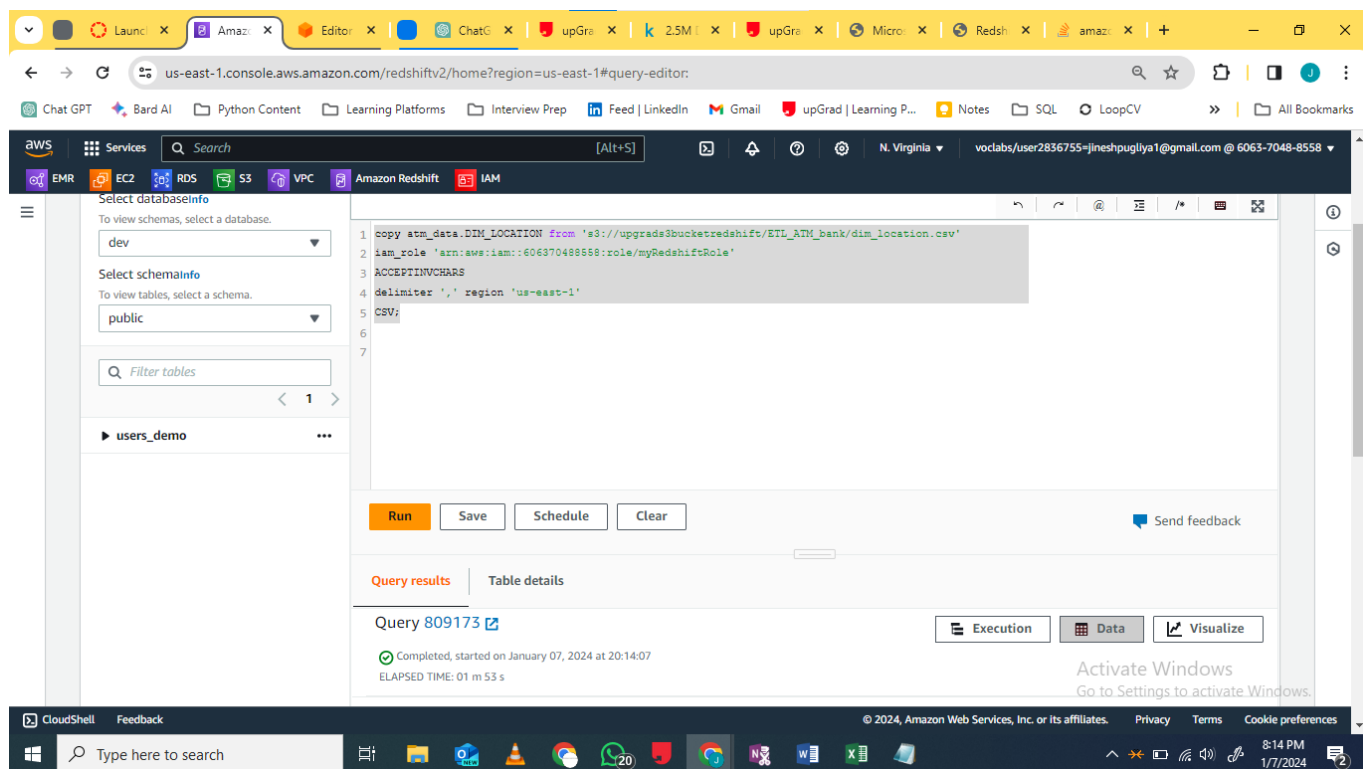 Launc
Amazo
Editor
ChatG
upGra
k 2.5M
upGra
Micros
Redsh
amazo
us-east-1.console.aws.amazon.com/redshiftv2/home?region=us-east-1#query-editor:
J
Chat GPT
Bard AI
Python Content
Learning Platforms
Interview Prep
in Feed | LinkedIn
Gmail
upGrad | Learning P...
Notes
SQL
LoopCV
»
All Bookmarks
aws
Services
Search
[Alt+S]
N. Virginia
voclabs/user2836755=jineshpugliya1@gmail.com @ 6063-7048-8558
EMR
EC2
RDS
S3
VPC
Amazon Redshift
IAM
Select databaseInfo
To view schemas, select a database.
dev
Select schemaInfo
To view tables, select a schema.
public
Filter tables
1
users_demo
1 copy atm_data.DIM_LOCATION from 's3://upgrads3bucketredshift/ETL_ATM_bank/dim_location.csv'
2 iam_role 'arn:aws:iam::606370488558:role/myRedshiftRole'
3 ACCEPTINVCHARS
4 delimiter ',' region 'us-east-1'
5 CSV;
6
7
Run
Save
Schedule
Clear
Send feedback
Query results
Table details
Query 809173
Execution
Data
Visualize
Completed, started on January 07, 2024 at 20:14:07
ELAPSED TIME: 01 m 53 s
Activate Windows
Go to Settings to activate Windows.
CloudShell
Feedback
© 2024, Amazon Web Services, Inc. or its affiliates.
Privacy
Terms
Cookie preferences
Type here to search
NEW
20
8:14 PM
1/7/2024
2